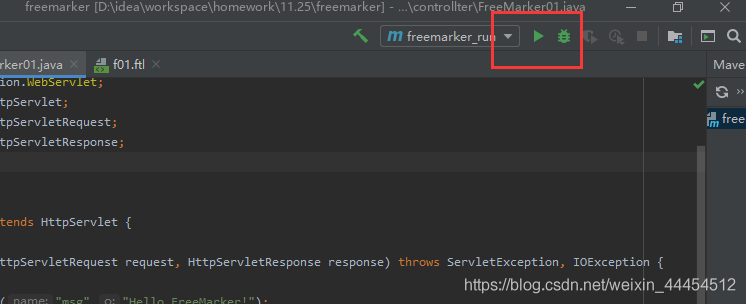 freemarker [D:\idea\workspace\homework\11.25\freemarker] - ...\controllter\FreeMarker01.java
freemarker_run
rker01.java
f01.ftl
Mave
ion.WebServlet;
ttpServlet;
ttpServletRequest;
ttpServletResponse;
free
tends HttpServlet {
ttpServletRequest request, HttpServletResponse response) throws ServletException, IOException {
( name: "msg", o: "Hello FreeMarker!");
https://blog.csdn.net/weixin_44454512